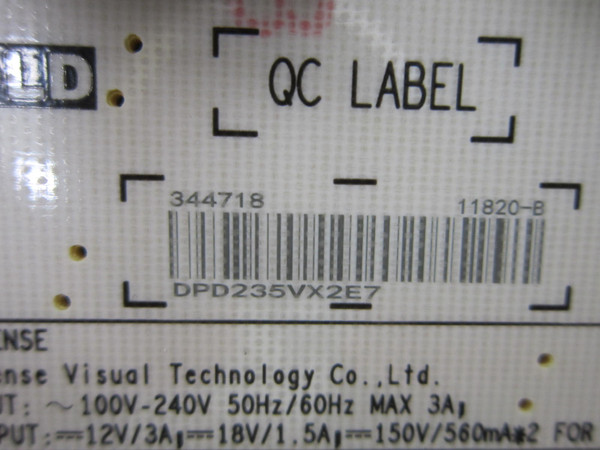 QC LABEL
344718
11820-B
DPD235VX2E7
ENSE
ense Visual Technology Co.,Ltd.
UT: ~100V-240V 50Hz/60Hz MAX 3A,
PUT:⎓12V/3A,⎓18V/1.5A,⎓150V/560mA*2 FOR